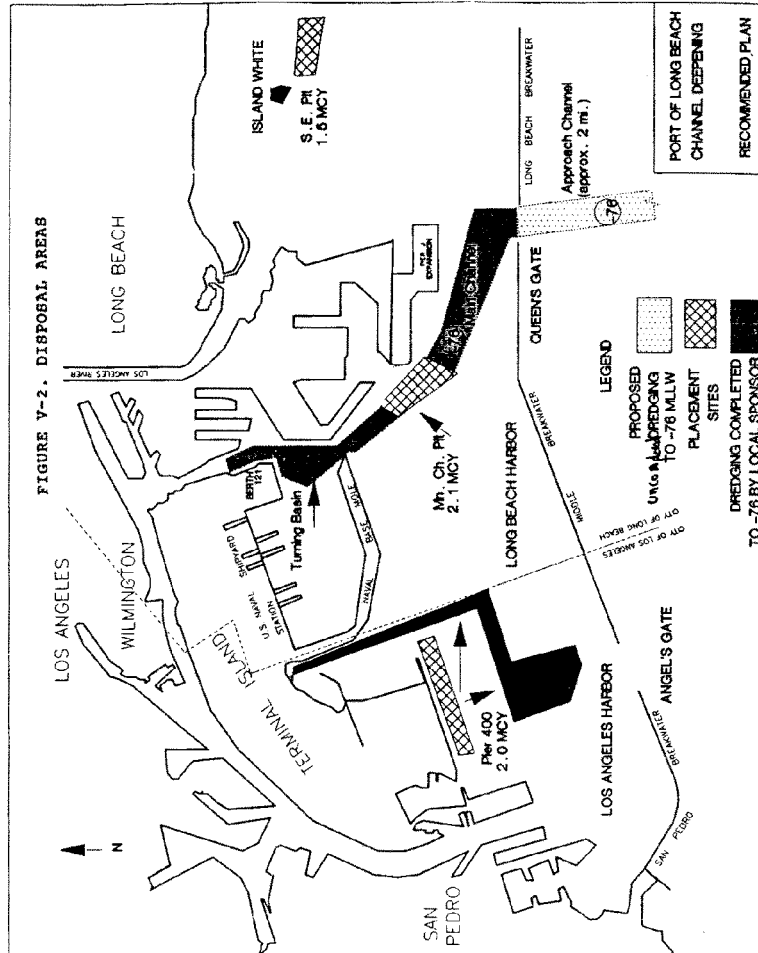 FIGURE V-2. DISPOSAL AREAS
LOS ANGELES
WILMINGTON
LONG BEACH
LOS ANGELES RIVER
ISLAND WHITE
S.E. Pit
1.5 MCY
N
TERMINAL ISLAND
U.S. NAVAL
STATION
SHIPYARD
BERTH
121
Turning Basin
NAVAL BASE MOLE
PIER J
EXPANSION
-76 Main Channel
Mn. Ch. Pit
2.1 MCY
LONG BEACH HARBOR
QUEEN'S GATE
LONG BEACH BREAKWATER
Approach Channel
(approx. 2 mi.)
-76
MIDDLE BREAKWATER
CITY OF LONG BEACH
CITY OF LOS ANGELES
Pier 400
2.0 MCY
LOS ANGELES HARBOR
ANGEL'S GATE
SAN PEDRO BREAKWATER
SAN
PEDRO
LEGEND
PROPOSED
DREDGING
TO -76 MLLW
PLACEMENT
SITES
DREDGING COMPLETED
TO -76 BY LOCAL SPONSOR
PORT OF LONG BEACH
CHANNEL DEEPENING
RECOMMENDED PLAN